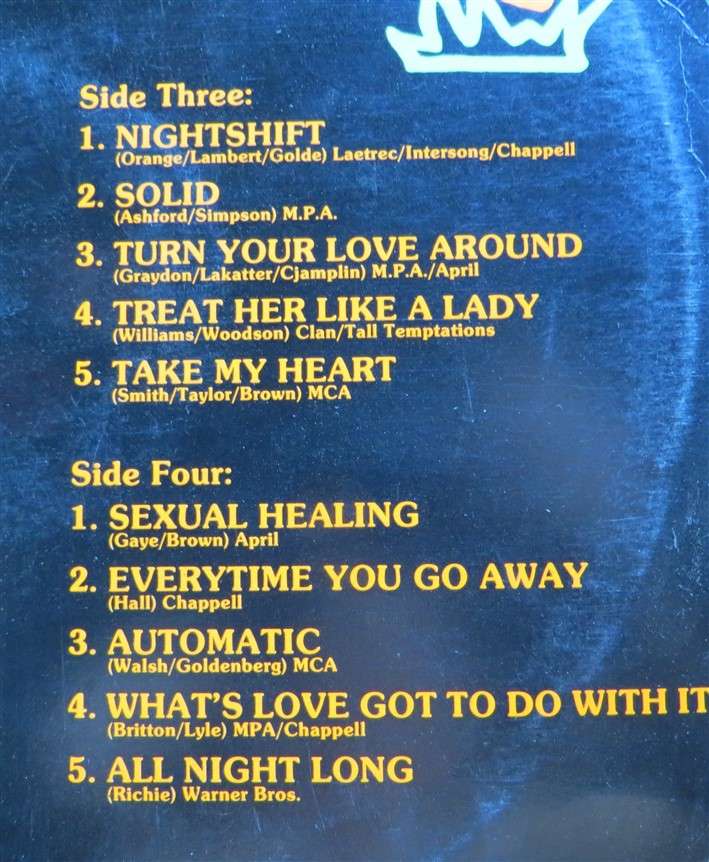 Side Three:
1. NIGHTSHIFT
(Orange/Lambert/Golde) Laetrec/Intersong/Chappell
2. SOLID
(Ashford/Simpson) M.P.A.
3. TURN YOUR LOVE AROUND
(Graydon/Lakatter/Cjamplin) M.P.A./April
4. TREAT HER LIKE A LADY
(Williams/Woodson) Clan/Tall Temptations
5. TAKE MY HEART
(Smith/Taylor/Brown) MCA
Side Four:
1. SEXUAL HEALING
(Gaye/Brown) April
2. EVERYTIME YOU GO AWAY
(Hall) Chappell
3. AUTOMATIC
(Walsh/Goldenberg) MCA
4. WHAT'S LOVE GOT TO DO WITH IT
(Britton/Lyle) MPA/Chappell
5. ALL NIGHT LONG
(Richie) Warner Bros.